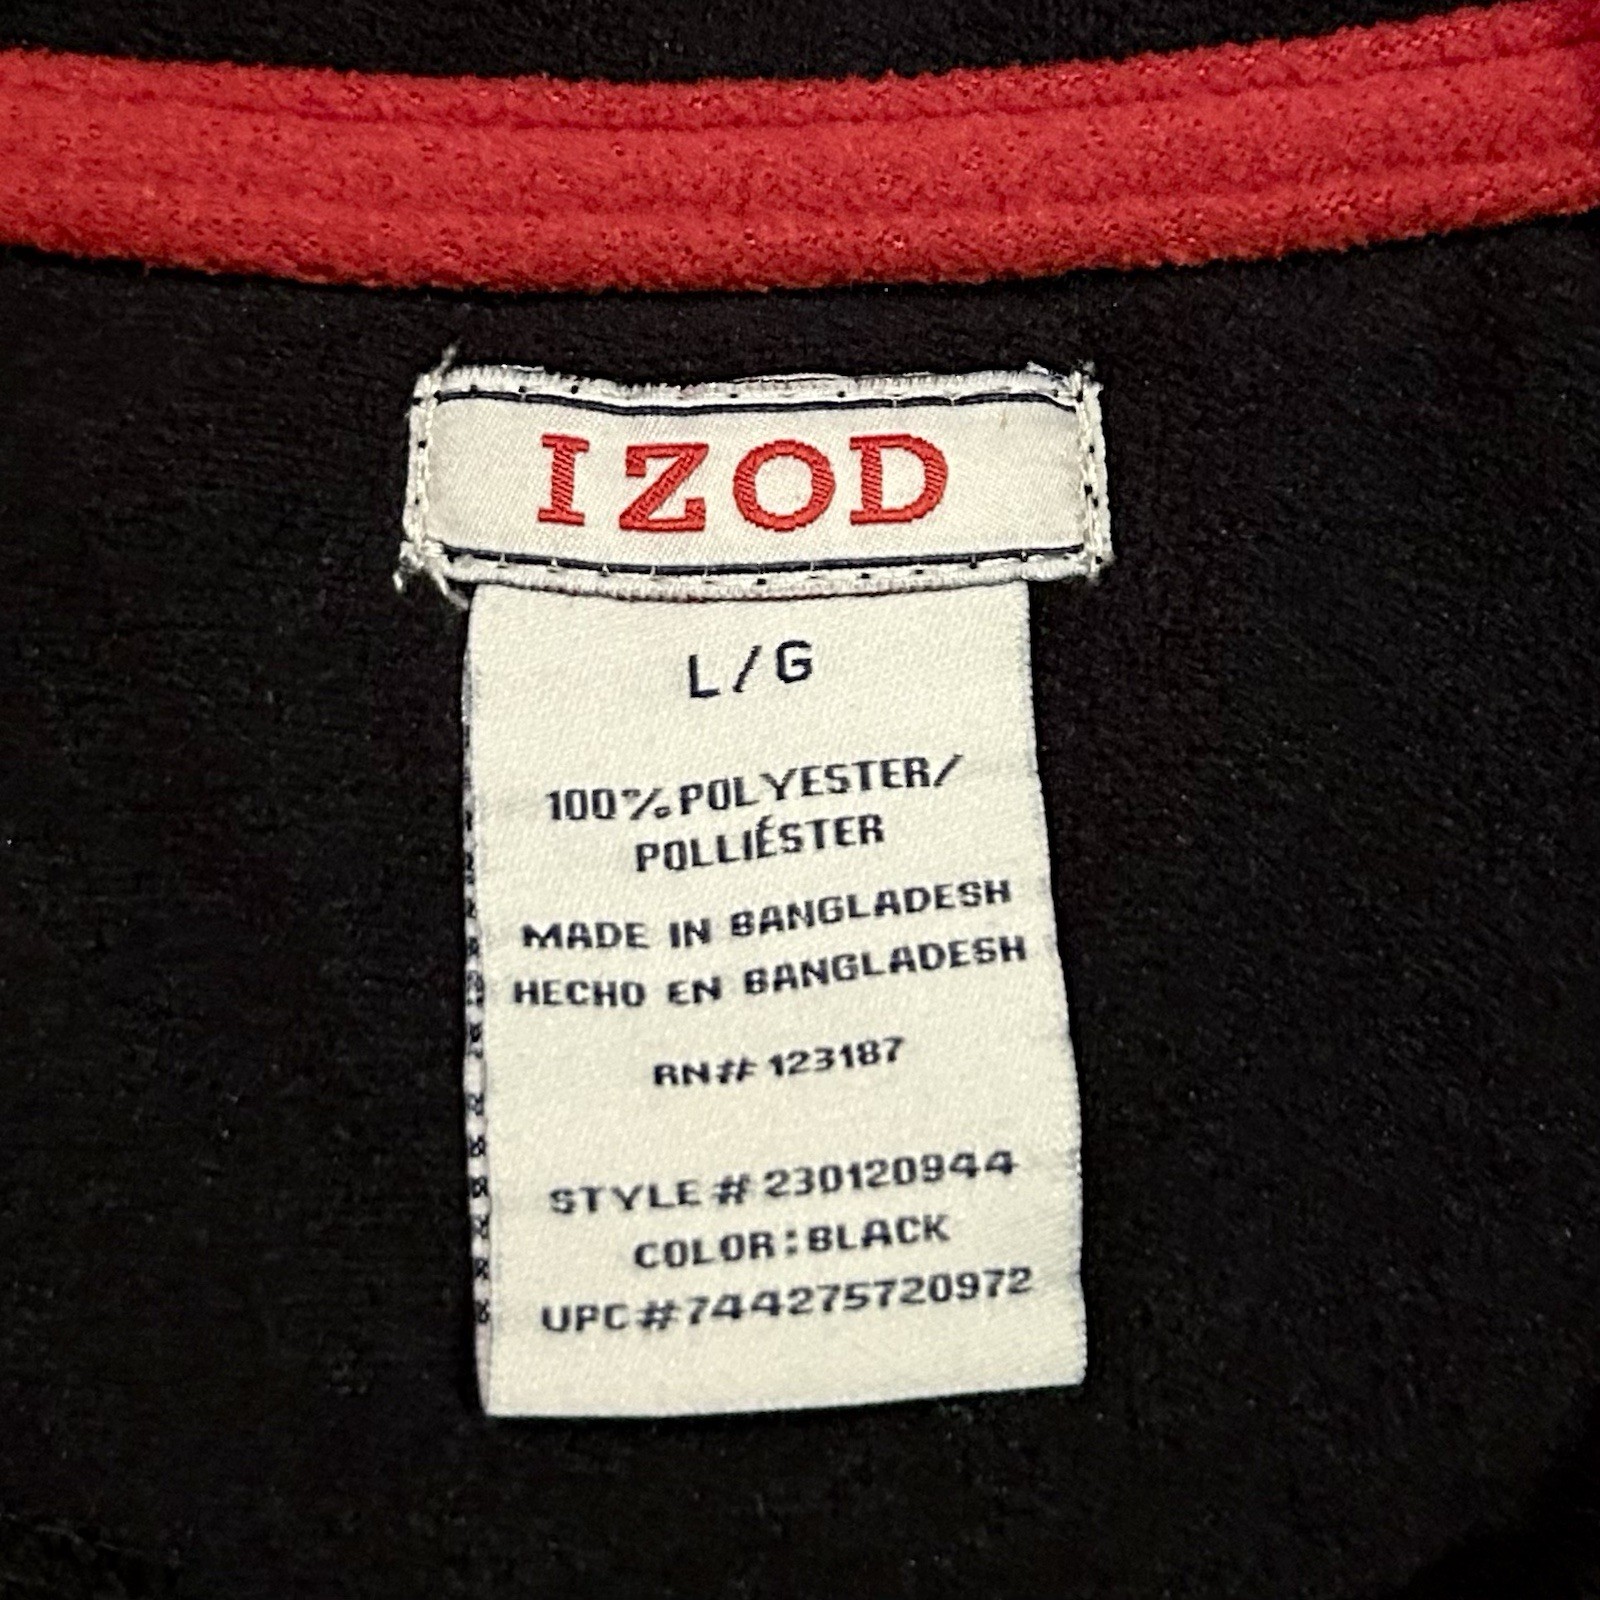 IZOD
L/G
100% POLYESTER/
POLLIÉSTER
MADE IN BANGLADESH
HECHO EN BANGLADESH
RN# 123187
STYLE # 230120944
COLOR: BLACK
UPC#744275720972